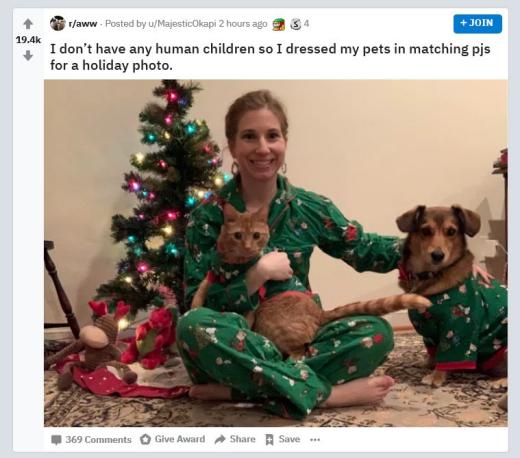 r/aww · Posted by u/MajesticOkapi 2 hours ago 4
+ JOIN
19.4k
I don't have any human children so I dressed my pets in matching pjs
for a holiday photo.
369 Comments Give Award Share Save ...